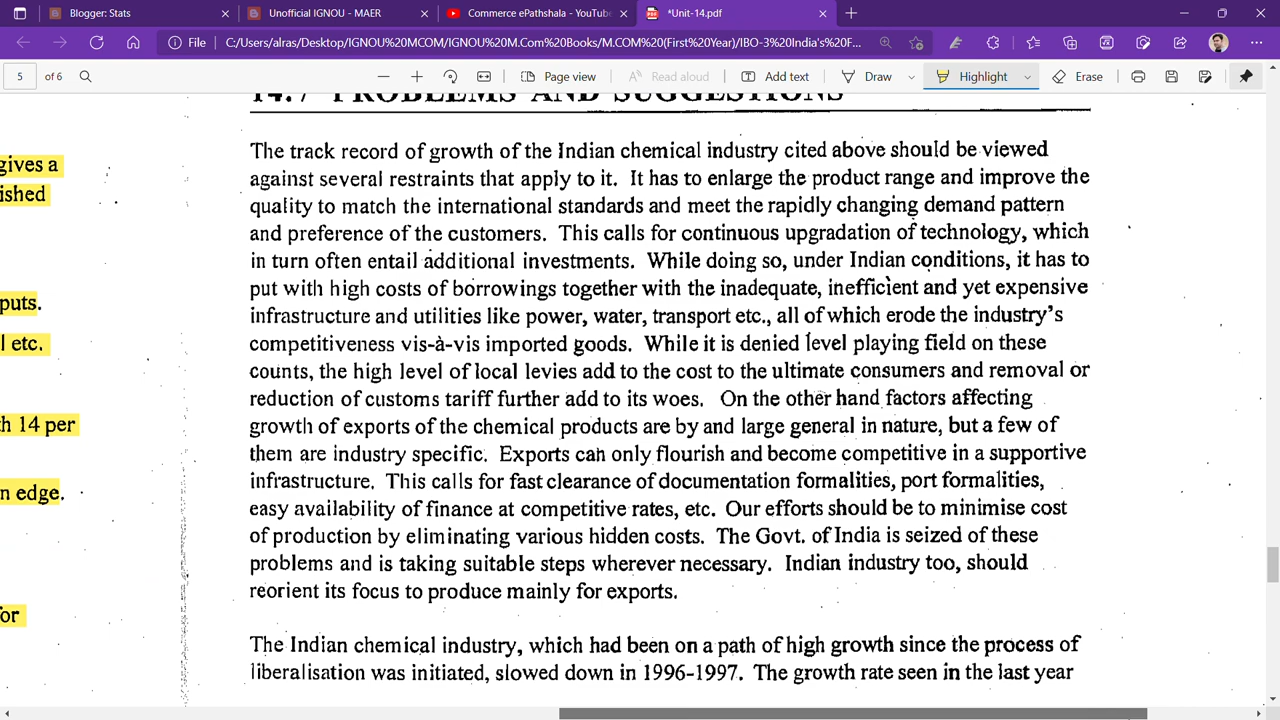 Blogger: Stats
Unofficial IGNOU - MAER
Commerce ePathshala - YouTube
*Unit-14.pdf
File
C:/Users/alras/Desktop/IGNOU%20MCOM/IGNOU%20M.Com%20Books/M.COM%20(First%20Year)/IBO-3%20India's%20F...
5 of 6
Page view
Read aloud
Add text
Draw
Highlight
Erase
14.7 PROBLEMS AND SUGGESTIONS
gives a
ished
puts.
l etc.
th 14 per
n edge.
for
The track record of growth of the Indian chemical industry cited above should be viewed
against several restraints that apply to it. It has to enlarge the product range and improve the
quality to match the international standards and meet the rapidly changing demand pattern
and preference of the customers. This calls for continuous upgradation of technology, which
in turn often entail additional investments. While doing so, under Indian conditions, it has to
put with high costs of borrowings together with the inadequate, inefficient and yet expensive
infrastructure and utilities like power, water, transport etc., all of which erode the industry's
competitiveness vis-à-vis imported goods. While it is denied level playing field on these
counts, the high level of local levies add to the cost to the ultimate consumers and removal or
reduction of customs tariff further add to its woes. On the other hand factors affecting
growth of exports of the chemical products are by and large general in nature, but a few of
them are industry specific. Exports can only flourish and become competitive in a supportive
infrastructure. This calls for fast clearance of documentation formalities, port formalities,
easy availability of finance at competitive rates, etc. Our efforts should be to minimise cost
of production by eliminating various hidden costs. The Govt. of India is seized of these
problems and is taking suitable steps wherever necessary. Indian industry too, should
reorient its focus to produce mainly for exports.
The Indian chemical industry, which had been on a path of high growth since the process of
liberalisation was initiated, slowed down in 1996-1997. The growth rate seen in the last year